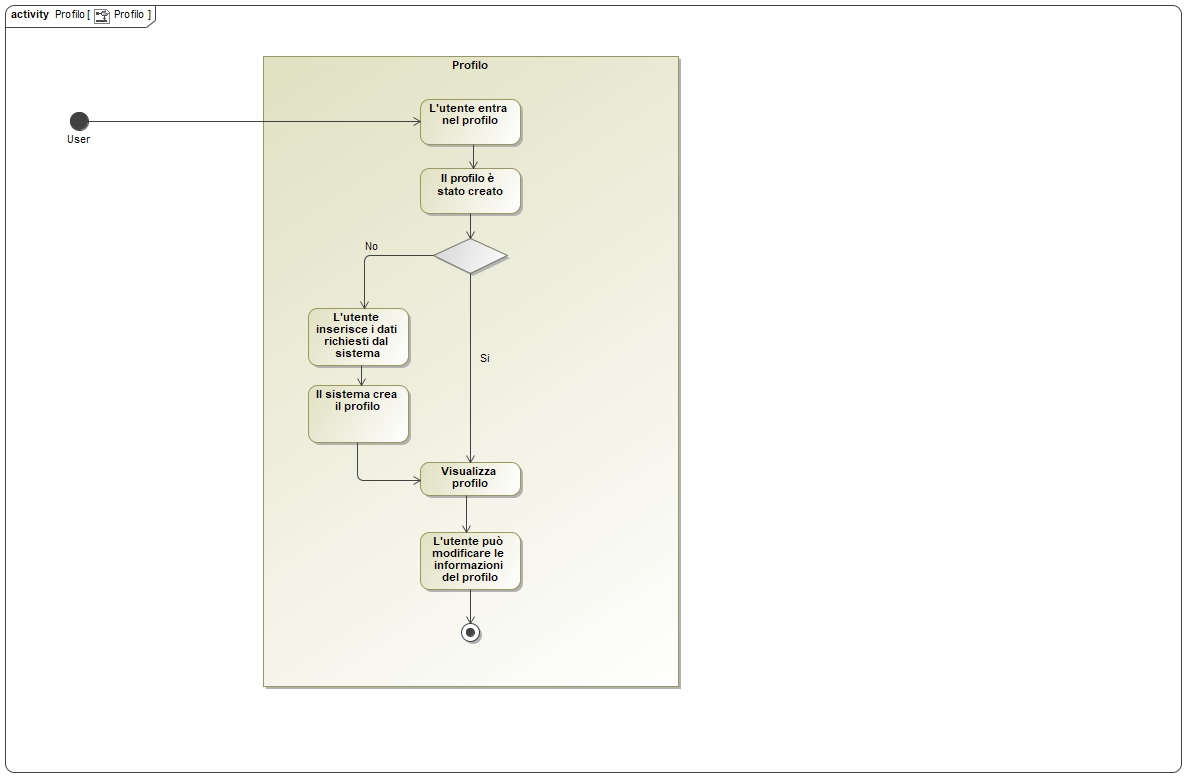 activity Profilo [ Profilo ]
Profilo
L'utente entra
nel profilo
User
Il profilo è
stato creato
No
L'utente
inserisce i dati
richiesti dal
sistema
Si
Il sistema crea
il profilo
Visualizza
profilo
L'utente può
modificare le
informazioni
del profilo